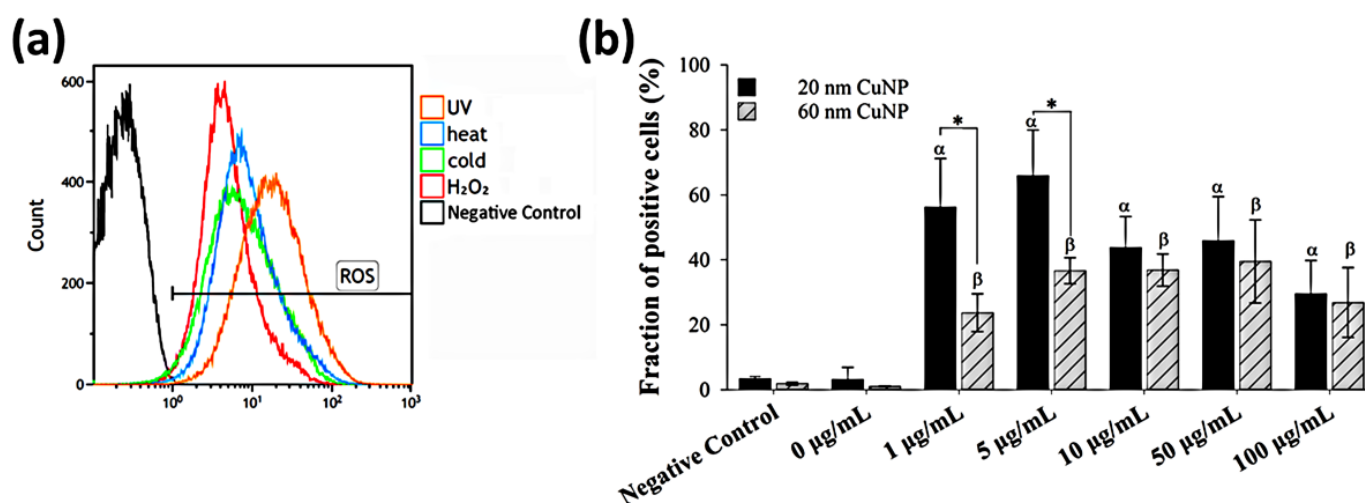 (a)
600
400
200
0
Count
10⁰
10¹
10²
10³
ROS
UV
heat
cold
H₂O₂
Negative Control
(b)
Fraction of positive cells (%)
100
80
60
40
20
0
20 nm CuNP
60 nm CuNP
α
β
*
α
β
*
α
β
α
β
α
β
Negative Control
0 µg/mL
1 µg/mL
5 µg/mL
10 µg/mL
50 µg/mL
100 µg/mL